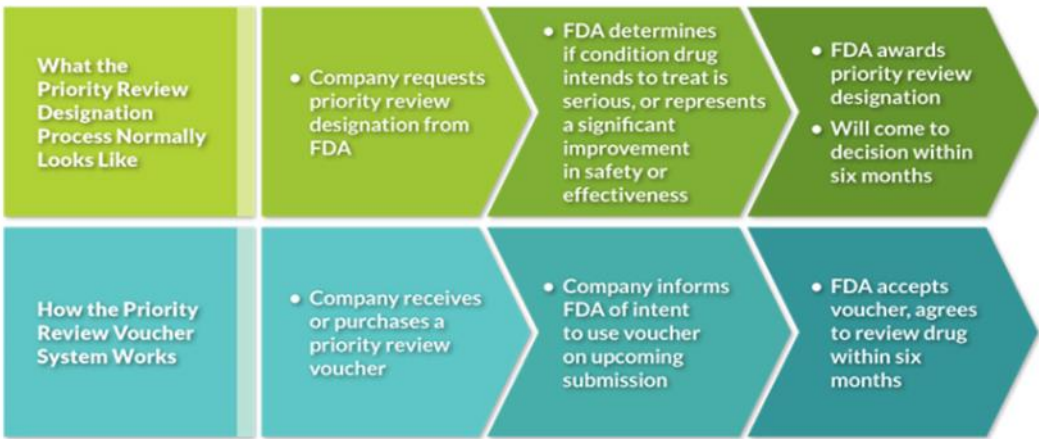 What the
Priority Review
Designation
Process Normally
Looks Like
• Company requests
priority review
designation from
FDA
• FDA determines
if condition drug
intends to treat is
serious, or represents
a significant
improvement
in safety or
effectiveness
• FDA awards
priority review
designation
• Will come to
decision within
six months
How the Priority
Review Voucher
System Works
• Company receives
or purchases a
priority review
voucher
• Company informs
FDA of intent
to use voucher
on upcoming
submission
• FDA accepts
voucher, agrees
to review drug
within six
months